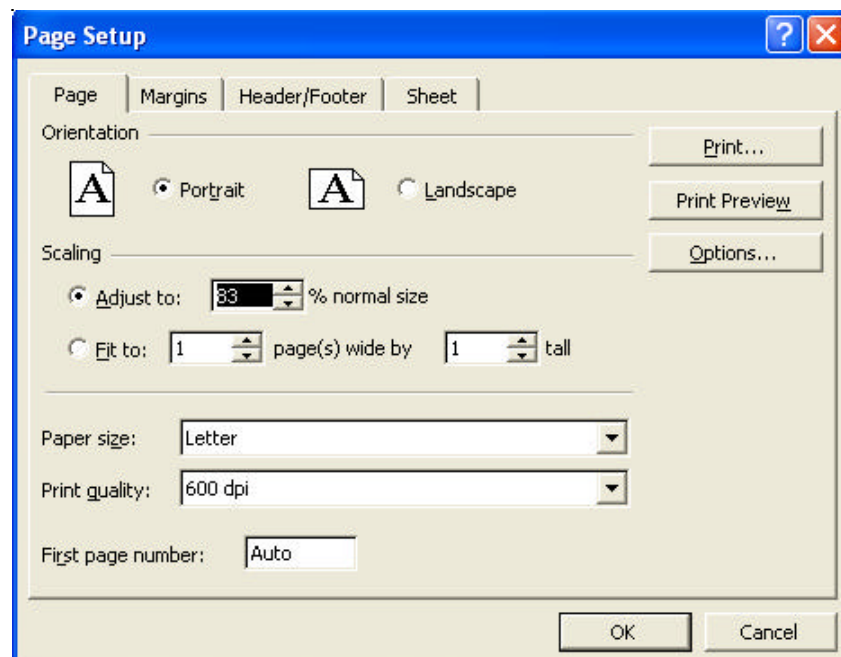 Page Setup
Page Margins Header/Footer Sheet
Orientation
A Portrait A Landscape
Scaling
Adjust to: % normal size
Fit to: 1 page(s) wide by 1 tall
Paper size: Letter
Print quality: 600 dpi
First page number: Auto
Print...
Print Preview
Options...
OK Cancel